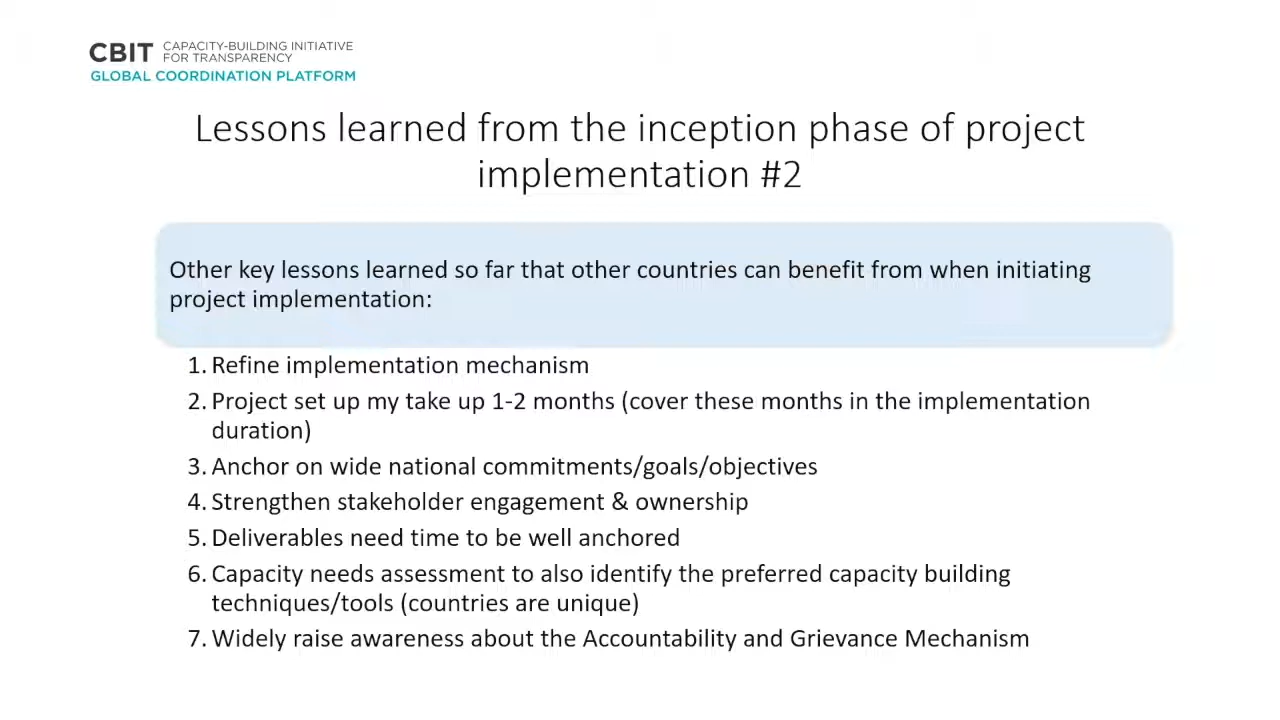 CBIT CAPACITY-BUILDING INITIATIVE
FOR TRANSPARENCY
GLOBAL COORDINATION PLATFORM
Lessons learned from the inception phase of project
implementation #2
Other key lessons learned so far that other countries can benefit from when initiating
project implementation:
1. Refine implementation mechanism
2. Project set up my take up 1-2 months (cover these months in the implementation
duration)
3. Anchor on wide national commitments/goals/objectives
4. Strengthen stakeholder engagement & ownership
5. Deliverables need time to be well anchored
6. Capacity needs assessment to also identify the preferred capacity building
techniques/tools (countries are unique)
7. Widely raise awareness about the Accountability and Grievance Mechanism